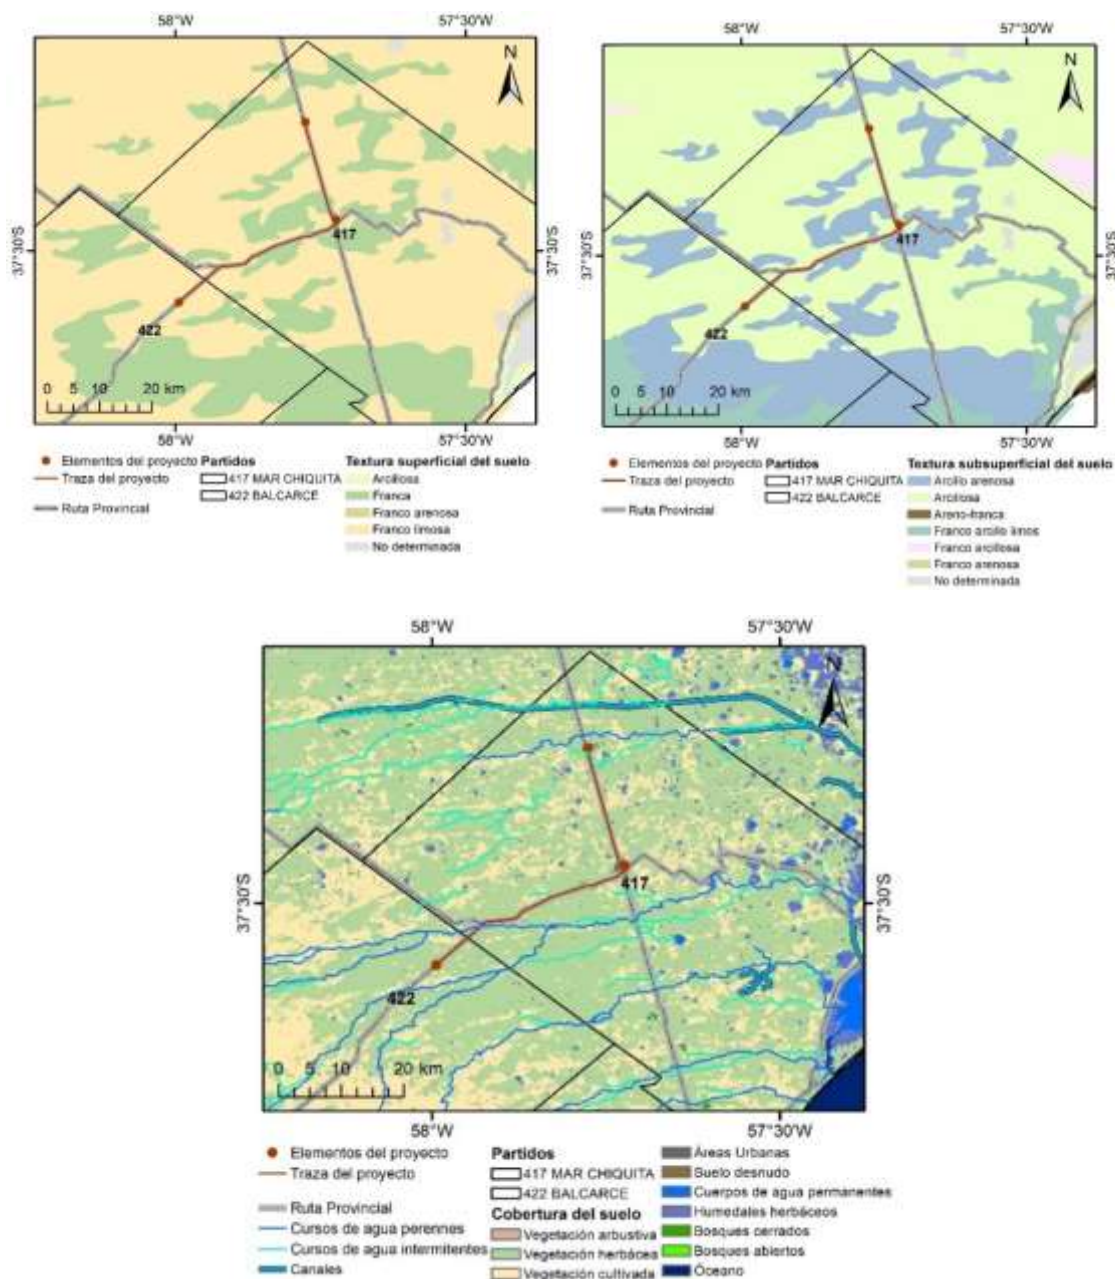 58°W
57°30'W
N
37°30'S
37°30'S
417
422
0 5 10 20 km
58°W
57°30'W
Elementos del proyecto
Traza del proyecto
Ruta Provincial
Partidos
417 MAR CHIQUITA
422 BALCARCE
Textura superficial del suelo
Arcillosa
Franca
Franco arenosa
Franco limosa
No determinada
58°W
57°30'W
N
37°30'S
37°30'S
417
422
0 5 10 20 km
58°W
57°30'W
Elementos del proyecto
Traza del proyecto
Ruta Provincial
Partidos
417 MAR CHIQUITA
422 BALCARCE
Textura subsuperficial del suelo
Arcillo arenosa
Arcillosa
Areno-franca
Franco arcillo limos
Franco arcillosa
Franco arenosa
No determinada
58°W
57°30'W
N
37°30'S
37°30'S
417
422
0 5 10 20 km
58°W
57°30'W
Elementos del proyecto
Traza del proyecto
Ruta Provincial
Cursos de agua perennes
Cursos de agua intermitentes
Canales
Partidos
417 MAR CHIQUITA
422 BALCARCE
Cobertura del suelo
Vegetación arbustiva
Vegetación herbácea
Vegetación cultivada
Áreas Urbanas
Suelo desnudo
Cuerpos de agua permanentes
Humedales herbáceos
Bosques cerrados
Bosques abiertos
Óceano